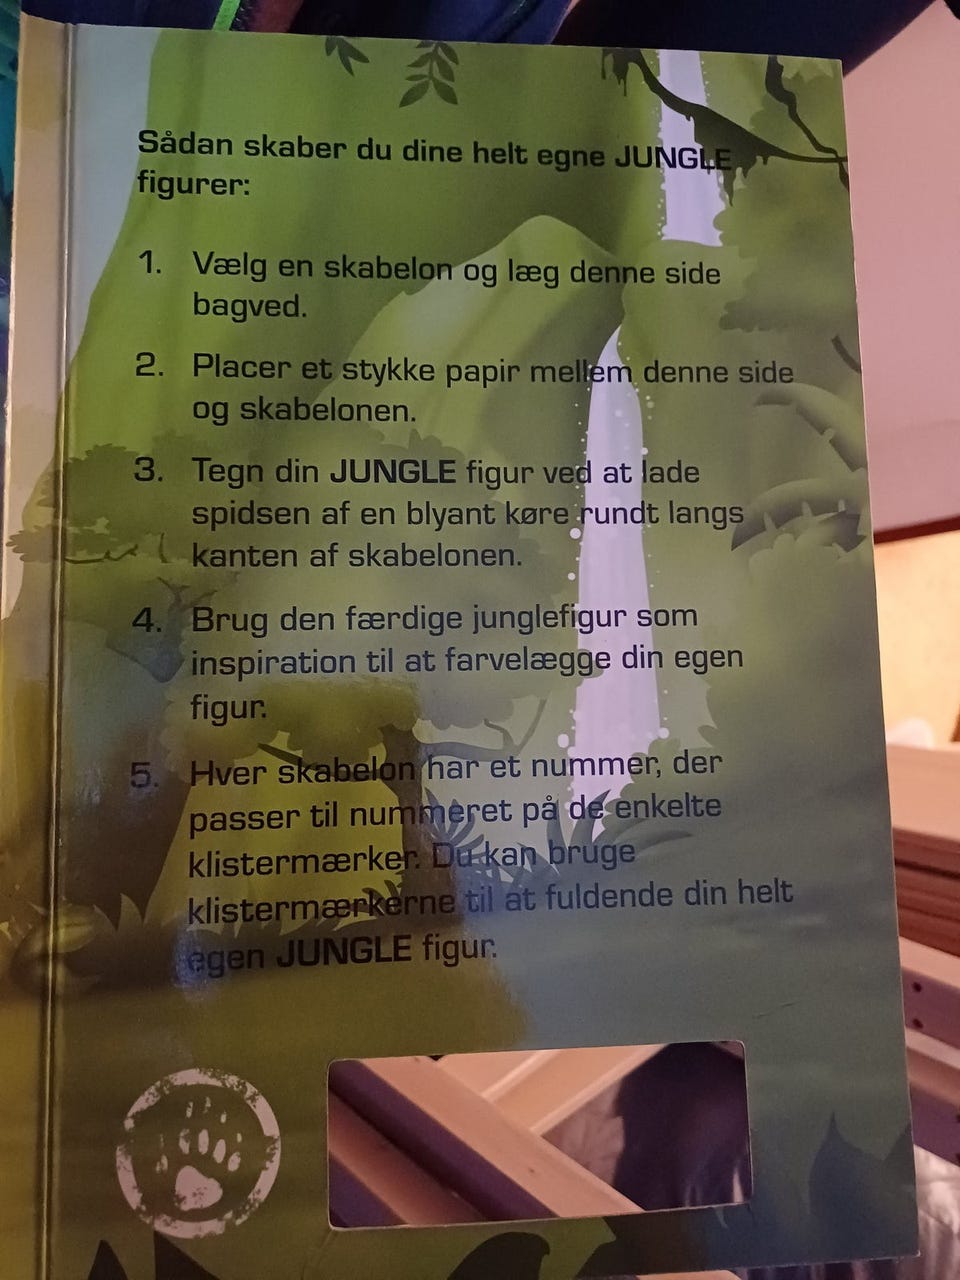 Sådan skaber du dine helt egne JUNGLE
figurer:
1. Vælg en skabelon og læg denne side
bagved.
2. Placer et stykke papir mellem denne side
og skabelonen.
3. Tegn din JUNGLE figur ved at lade
spidsen af en blyant køre rundt langs
kanten af skabelonen.
4. Brug den færdige junglefigur som
inspiration til at farvelægge din egen
figur.
5. Hver skabelon har et nummer, der
passer til nummeret på de enkelte
klistermærker. Du kan bruge
klistermærkerne til at fuldende din helt
egen JUNGLE figur.